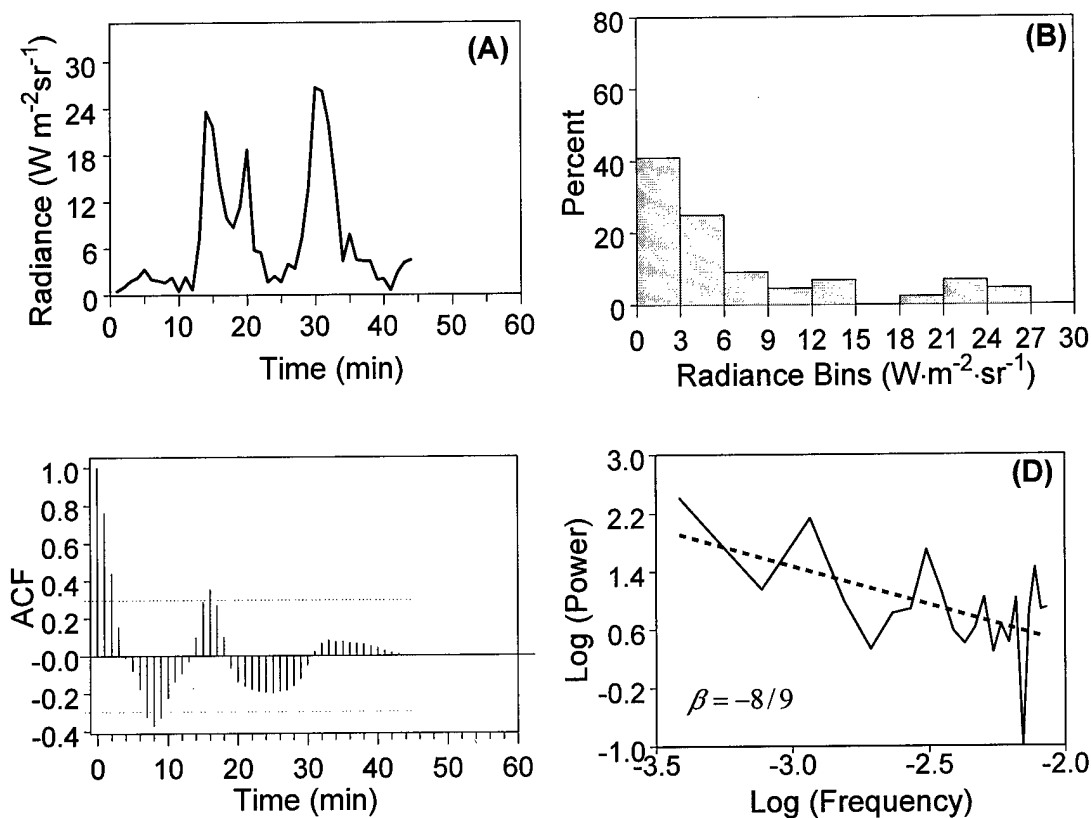 (A)
Radiance (W m⁻²sr⁻¹)
30
24
18
12
6
0
0 10 20 30 40 50 60
Time (min)
(B)
Percent
80
60
40
20
0
0 3 6 9 12 15 18 21 24 27 30
Radiance Bins (W·m⁻²·sr⁻¹)
ACF
1.0
0.8
0.6
0.4
0.2
-0.0
-0.2
-0.4
0 10 20 30 40 50 60
Time (min)
(D)
Log (Power)
3.0
2.2
1.4
0.6
-0.2
-1.0
β = −8/9
-3.5 -3.0 -2.5 -2.0
Log (Frequency)